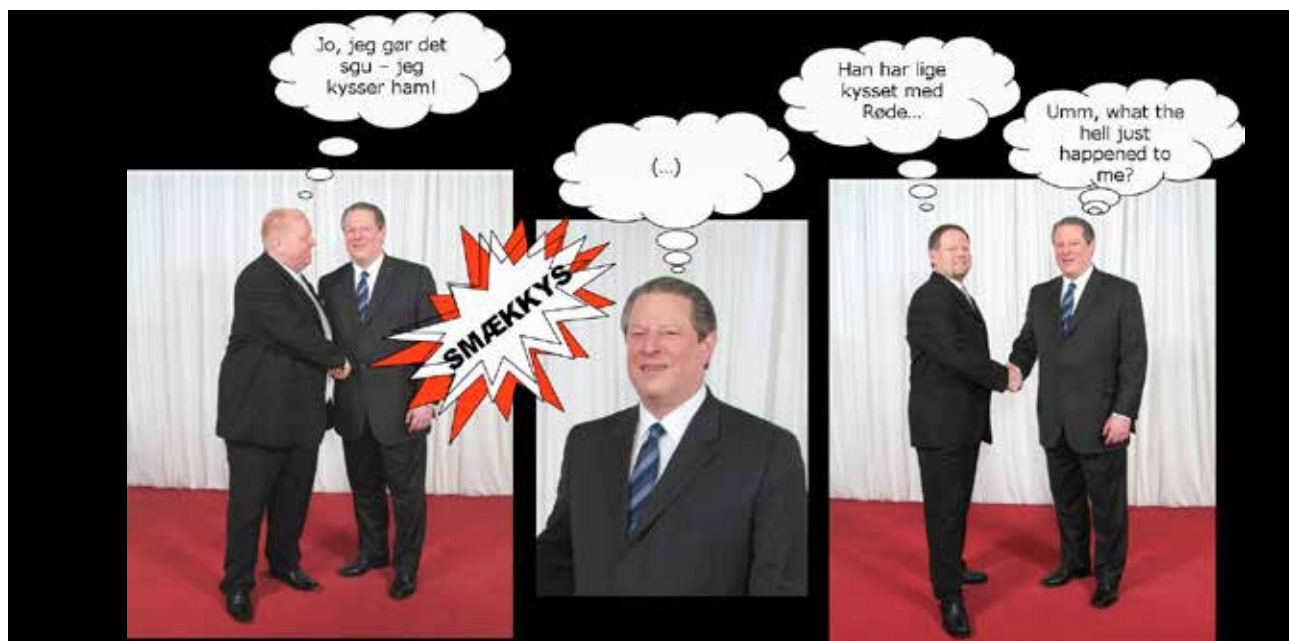 Jo, jeg gør det
sgu – jeg
kysser ham!
SMÆKKYS
(...)
Han har lige
kysset med
Røde...
Umm, what the
hell just
happened to
me?